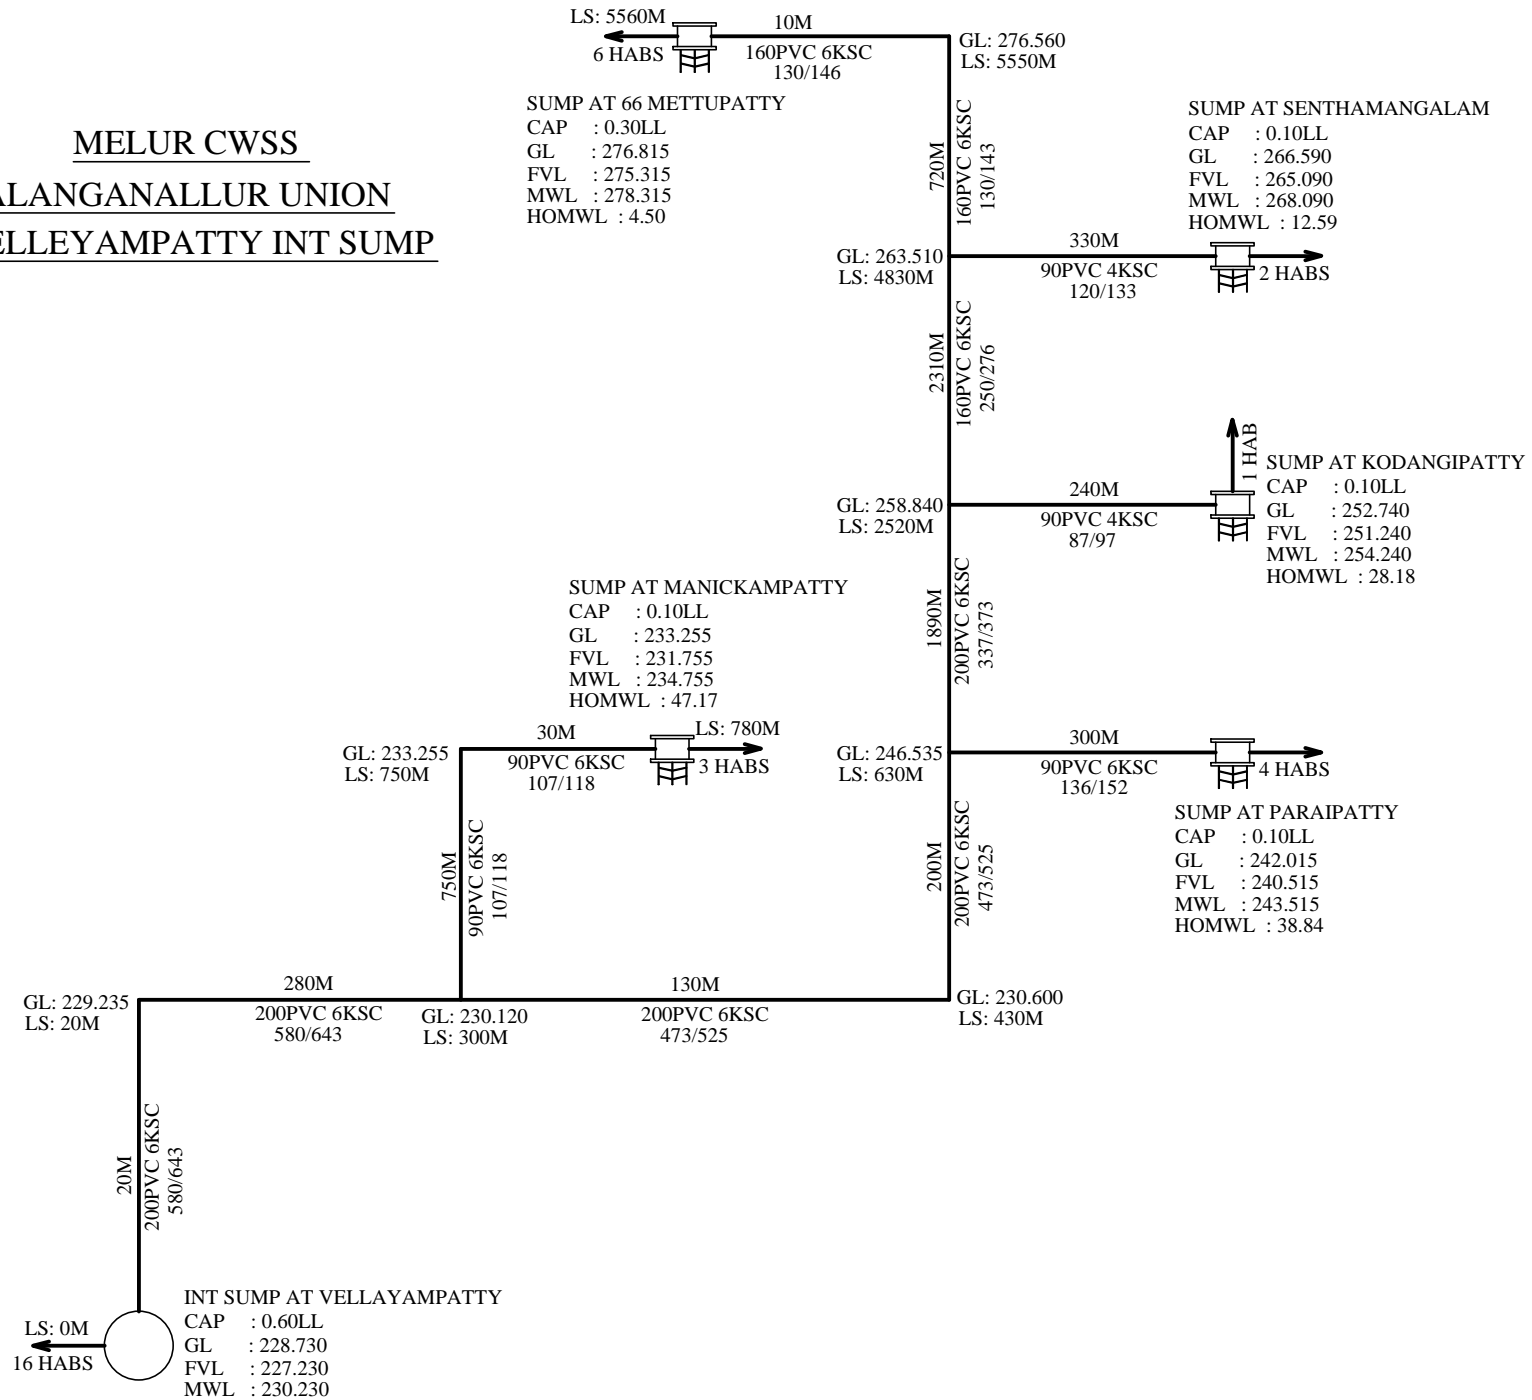 MELUR CWSS
ALANGANALLUR UNION
ELLEYAMPATTY INT SUMP
LS: 5560M
6 HABS
10M
160PVC 6KSC
130/146
GL: 276.560
LS: 5550M
SUMP AT 66 METTUPATTY
CAP : 0.30LL
GL : 276.815
FVL : 275.315
MWL : 278.315
HOMWL : 4.50
720M
160PVC 6KSC
130/143
SUMP AT SENTHAMANGALAM
CAP : 0.10LL
GL : 266.590
FVL : 265.090
MWL : 268.090
HOMWL : 12.59
GL: 263.510
LS: 4830M
330M
90PVC 4KSC
120/133
2 HABS
2310M
160PVC 6KSC
250/276
1 HAB
SUMP AT KODANGIPATTY
CAP : 0.10LL
GL : 252.740
FVL : 251.240
MWL : 254.240
HOMWL : 28.18
GL: 258.840
LS: 2520M
240M
90PVC 4KSC
87/97
1890M
200PVC 6KSC
337/373
SUMP AT MANICKAMPATTY
CAP : 0.10LL
GL : 233.255
FVL : 231.755
MWL : 234.755
HOMWL : 47.17
GL: 233.255
LS: 750M
30M
90PVC 6KSC
107/118
LS: 780M
3 HABS
GL: 246.535
LS: 630M
300M
90PVC 6KSC
136/152
4 HABS
SUMP AT PARAIPATTY
CAP : 0.10LL
GL : 242.015
FVL : 240.515
MWL : 243.515
HOMWL : 38.84
750M
90PVC 6KSC
107/118
200M
200PVC 6KSC
473/525
GL: 229.235
LS: 20M
280M
200PVC 6KSC
580/643
GL: 230.120
LS: 300M
130M
200PVC 6KSC
473/525
GL: 230.600
LS: 430M
20M
200PVC 6KSC
580/643
LS: 0M
16 HABS
INT SUMP AT VELLAYAMPATTY
CAP : 0.60LL
GL : 228.730
FVL : 227.230
MWL : 230.230